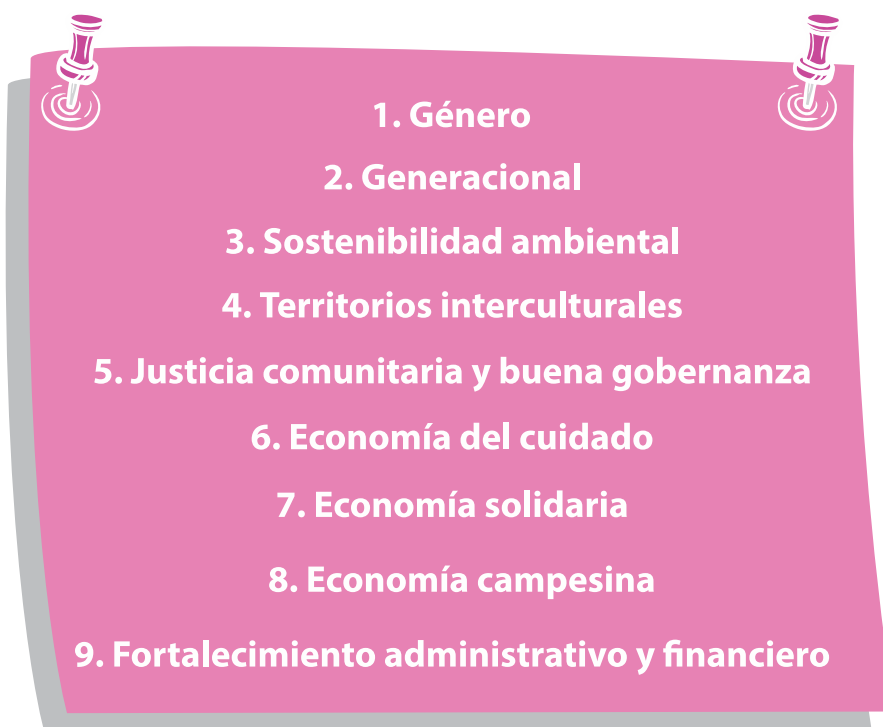 1. Género
2. Generacional
3. Sostenibilidad ambiental
4. Territorios interculturales
5. Justicia comunitaria y buena gobernanza
6. Economía del cuidado
7. Economía solidaria
8. Economía campesina
9. Fortalecimiento administrativo y financiero